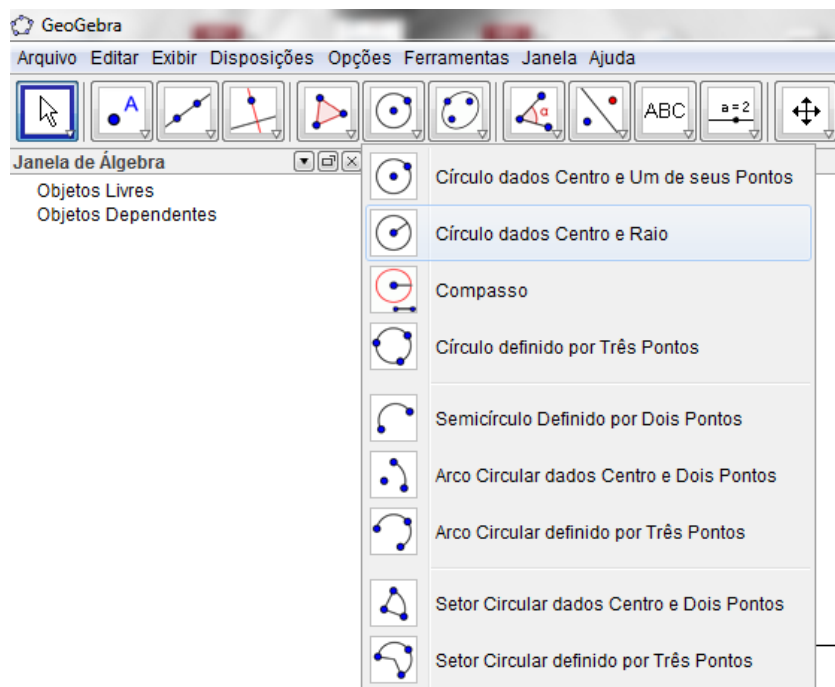 GeoGebra
Arquivo Editar Exibir Disposições Opções Ferramentas Janela Ajuda
A α ABC a=2
Janela de Álgebra
Objetos Livres
Objetos Dependentes
Círculo dados Centro e Um de seus Pontos
Círculo dados Centro e Raio
Compasso
Círculo definido por Três Pontos
Semicírculo Definido por Dois Pontos
Arco Circular dados Centro e Dois Pontos
Arco Circular definido por Três Pontos
Setor Circular dados Centro e Dois Pontos
Setor Circular definido por Três Pontos